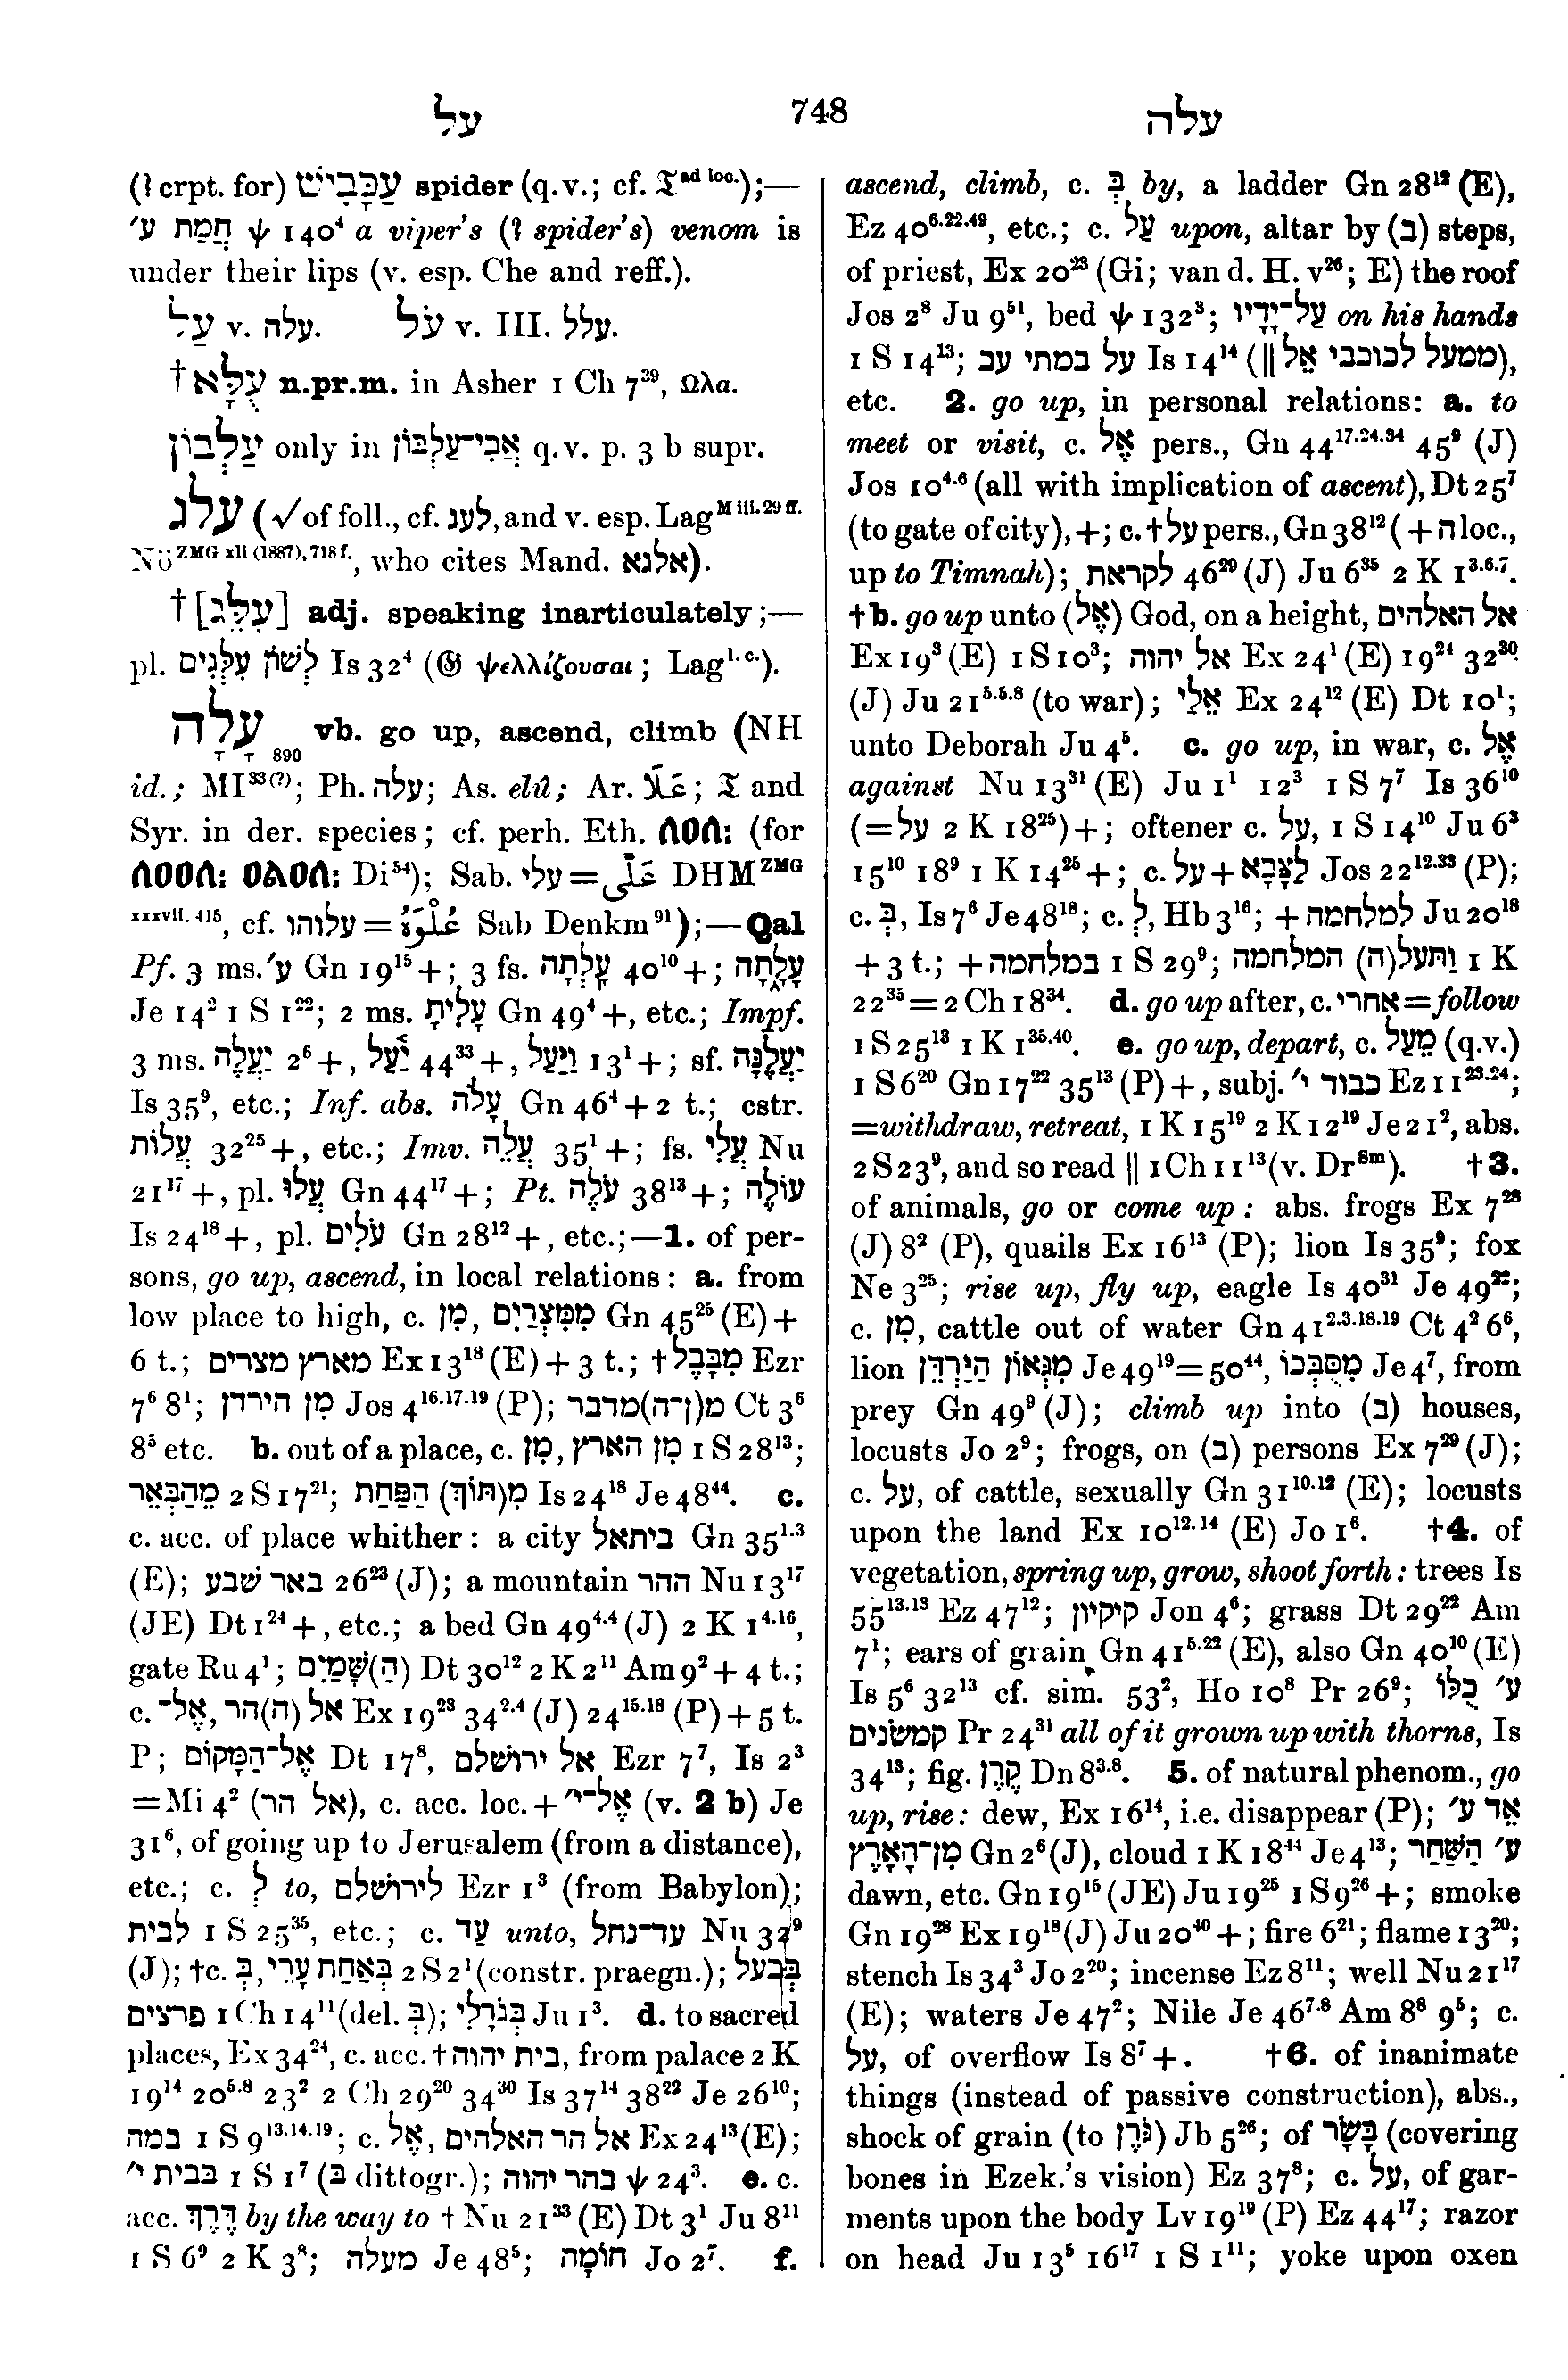 על 748 עלה
(? crpt. for) עַכָּבִישׁ spider (q.v.; cf. 𝔗ad loc.);—
חֲמַת ע׳ ψ 140⁴ a viper's (? spider's) venom is
under their lips (v. esp. Che and reff.).
עַל v. עלה. עֹל v. III. עלל.
† עֻלָּא n.pr.m. in Asher 1 Ch 7³⁹, Ωλα.
עַלְבוֹן only in אֲבִי־עַלְבוֹן q.v. p. 3 b supr.
עלג (√ of foll., cf. לעג, and v. esp. Lag M iii. 29 ff.
Nö ZMG xli (1887), 718 f., who cites Mand. אלגא).
† [עִלֵּג] adj. speaking inarticulately;—
pl. לְשׁוֹן עִלְּגִים Is 32⁴ (𝔊 ψελλίζουσαι; Lag l. c.).
עָלָה 890 vb. go up, ascend, climb (NH
id.; MI³³⁽?⁾; Ph. עלה; As. elû; Ar. عَلَا; 𝔗 and
Syr. in der. species; cf. perh. Eth. ለዐለ: (for
ለዐዐለ: ዐልዐለ: Di⁵⁴); Sab. עלי = عَلِىَ DHM ZMG
xxxvii. 415, cf. עלוהו = Sab Denkm⁹¹);—Qal
Pf. 3 ms. ע׳ Gn 19¹⁵+; 3 fs. עָֽלְתָה 40¹⁰+; עָלָ֑תָה
Je 14² 1 S 1²²; 2 ms. עָלִיתָ Gn 49⁴+, etc.; Impf.
3 ms. יַעֲלֶה 2⁶+, יַ֫עַל 44³³+, וַיַּעַל 13¹+; sf. יַעֲלֶנָּה
Is 35⁹, etc.; Inf. abs. עָלֹה Gn 46⁴+2 t.; cstr.
עֲלוֹת 32²⁵+, etc.; Imv. עֲלֵה 35¹+; fs. עֲלִי Nu
21¹⁷+, pl. עֲלוּ Gn 44¹⁷+; Pt. עֹלֶה 38¹³+; עוֹלֶה
Is 24¹⁸+, pl. עֹלִים Gn 28¹²+, etc.;—1. of per-
sons, go up, ascend, in local relations: a. from
low place to high, c. מִן, מִמִּצְרַיִם Gn 45²⁵ (E)+
6 t.; מארץ מצרים Ex 13¹⁸ (E)+3 t.; † מִבָּבֶל Ezr
7⁶ 8¹; מִן הירדן Jos 4¹⁶·¹⁷·¹⁹ (P); מ(ן־ה)מדבר Ct 3⁶
8⁵ etc. b. out of a place, c. מִן, מִן הארץ 1 S 28¹³;
מֵהַבְּאֵר 2 S 17²¹; מִ(תּוֹךְ) הַפַּחַת Is 24¹⁸ Je 48⁴⁴. c.
c. acc. of place whither: a city ביתאל Gn 35¹·³
(E); באר שבע 26²³ (J); a mountain ההר Nu 13¹⁷
(JE) Dt 1²⁴+, etc.; a bed Gn 49⁴·⁴ (J) 2 K 1⁴·¹⁶,
gate Ru 4¹; (הַ)שָּׁמַיִם Dt 30¹² 2 K 2¹¹ Am 9²+4 t.;
c. אֶל־, אל (ה)הר Ex 19²³ 34²·⁴ (J) 24¹⁵·¹⁸ (P)+5 t.
P; אֶל־הַמָּקוֹם Dt 17⁸, אל ירושלם Ezr 7⁷, Is 2³
=Mi 4² (אל הר), c. acc. loc.+אֶל־י׳ (v. 2 b) Je
31⁶, of going up to Jerusalem (from a distance),
etc.; c. לְ to, לירושלם Ezr 1³ (from Babylon);
לבית 1 S 25³⁵, etc.; c. עַד unto, עד־נחל Nu 32⁹
(J); †c. בְּ, בְּאַחַת עָרֵי׳ 2 S 2¹ (constr. praegn.); בְּבַעל
פרצים 1 Ch 14¹¹ (del. בְּ); בְּגֹרָלִי Ju 1³. d. to sacred
places, Ex 34²⁴, c. acc. † בית יהוה, from palace 2 K
19¹⁴ 20⁵·⁸ 23² 2 Ch 29²⁰ 34³⁰ Is 37¹⁴ 38²² Je 26¹⁰;
במה 1 S 9¹³·¹⁴·¹⁹; c. אֶל, אל הר האלהים Ex 24¹³ (E);
בבית י׳ 1 S 1⁷ (ב dittogr.); בהר יהוה ψ 24³. e. c.
acc. דֶּרֶךְ by the way to † Nu 21³³ (E) Dt 3¹ Ju 8¹¹
1 S 6⁹ 2 K 3⁸; מעלה Je 48⁵; חוֹמָה Jo 2⁷. f.
ascend, climb, c. בְּ by, a ladder Gn 28¹² (E),
Ez 40⁶·²²·⁴⁹, etc.; c. עַל upon, altar by (ב) steps,
of priest, Ex 20²³ (Gi; van d. H. v²⁶; E) the roof
Jos 2⁸ Ju 9⁵¹, bed ψ 132³; עַל־יָדָיו on his hands
1 S 14¹³; על במתי עב Is 14¹⁴ (‖ ממעל לכוכבי אֵל),
etc. 2. go up, in personal relations: a. to
meet or visit, c. אֶל pers., Gn 44¹⁷·²⁴·³⁴ 45⁹ (J)
Jos 10⁴·⁶ (all with implication of ascent), Dt 25⁷
(to gate of city),+; c. †על pers., Gn 38¹² (+ה loc.,
up to Timnah); לקראת 46²⁹ (J) Ju 6³⁵ 2 K 1³·⁶·⁷.
†b. go up unto (אֶל) God, on a height, אל האלהים
Ex 19³ (E) 1 S 10³; אל יהוה Ex 24¹ (E) 19²⁴ 32³⁰
(J) Ju 21⁵·⁵·⁸ (to war); אֵלַי Ex 24¹² (E) Dt 10¹;
unto Deborah Ju 4⁵. c. go up, in war, c. אֶל
against Nu 13³¹ (E) Ju 1¹ 12³ 1 S 7⁷ Is 36¹⁰
(=על 2 K 18²⁵)+; oftener c. על, 1 S 14¹⁰ Ju 6³
15¹⁰ 18⁹ 1 K 14²⁵+; c. על+לַצָּבָא Jos 22¹²·³³ (P);
c. בְּ, Is 7⁶ Je 48¹⁸; c. לְ, Hb 3¹⁶; +למלחמה Ju 20¹⁸
+3 t.; +במלחמה 1 S 29⁹; וַתּעל(ה) המלחמה 1 K
22³⁵=2 Ch 18³⁴. d. go up after, c. אחרי=follow
1 S 25¹³ 1 K 1³⁵·⁴⁰. e. go up, depart, c. מֵעַל (q.v.)
1 S 6²⁰ Gn 17²² 35¹³ (P)+, subj. כבוד י׳ Ez 11²³·²⁴;
=withdraw, retreat, 1 K 15¹⁹ 2 K 12¹⁹ Je 21², abs.
2 S 23⁹, and so read ‖ 1 Ch 11¹³ (v. Dr Sm). †3.
of animals, go or come up: abs. frogs Ex 7²⁸
(J) 8² (P), quails Ex 16¹³ (P); lion Is 35⁹; fox
Ne 3²⁵; rise up, fly up, eagle Is 40³¹ Je 49²²;
c. מִן, cattle out of water Gn 41²·³·¹⁸·¹⁹ Ct 4² 6⁶,
lion מִגְּאוֹן הַיַּרְדֵּן Je 49¹⁹=50⁴⁴, מִסֻּבְּכוֹ Je 4⁷, from
prey Gn 49⁹ (J); climb up into (ב) houses,
locusts Jo 2⁹; frogs, on (ב) persons Ex 7²⁹ (J);
c. על, of cattle, sexually Gn 31¹⁰·¹² (E); locusts
upon the land Ex 10¹²·¹⁴ (E) Jo 1⁶. †4. of
vegetation, spring up, grow, shoot forth: trees Is
55¹³·¹³ Ez 47¹²; קיקיון Jon 4⁶; grass Dt 29²² Am
7¹; ears of grain Gn 41⁵·²² (E), also Gn 40¹⁰ (E)
Is 5⁶ 32¹³ cf. sim. 53², Ho 10⁸ Pr 26⁹; ע׳ כֻלּוֹ
קמשׂנים Pr 24³¹ all of it grown up with thorns, Is
34¹³; fig. קֶרֶן Dn 8³·⁸. 5. of natural phenom., go
up, rise: dew, Ex 16¹⁴, i.e. disappear (P); אֵד ע׳
מִן־הָאָרֶץ Gn 2⁶ (J), cloud 1 K 18⁴⁴ Je 4¹³; ע׳ הַשַּׁחַר
dawn, etc. Gn 19¹⁵ (JE) Ju 19²⁵ 1 S 9²⁶+; smoke
Gn 19²⁸ Ex 19¹⁸ (J) Ju 20⁴⁰+; fire 6²¹; flame 13²⁰;
stench Is 34³ Jo 2²⁰; incense Ez 8¹¹; well Nu 21¹⁷
(E); waters Je 47²; Nile Je 46⁷·⁸ Am 8⁸ 9⁵; c.
על, of overflow Is 8⁷+. †6. of inanimate
things (instead of passive construction), abs.,
shock of grain (to גֹּרֶן) Jb 5²⁶; of בָּשָׂר (covering
bones in Ezek.'s vision) Ez 37⁸; c. על, of gar-
ments upon the body Lv 19¹⁹ (P) Ez 44¹⁷; razor
on head Ju 13⁵ 16¹⁷ 1 S 1¹¹; yoke upon oxen